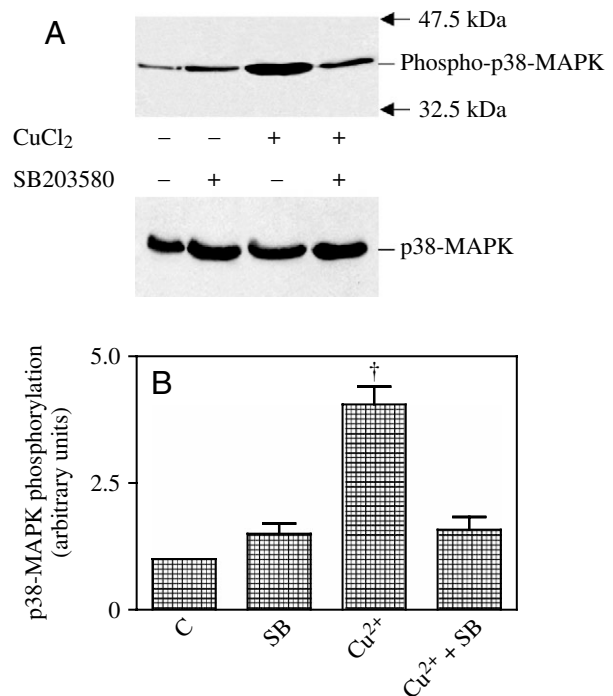 A
47.5 kDa
Phospho-p38-MAPK
32.5 kDa
CuCl₂ – – + +
SB203580 – + – +
p38-MAPK
B
p38-MAPK phosphorylation
(arbitrary units)
5.0
2.5
0
†
C
SB
Cu²⁺
Cu²⁺ + SB